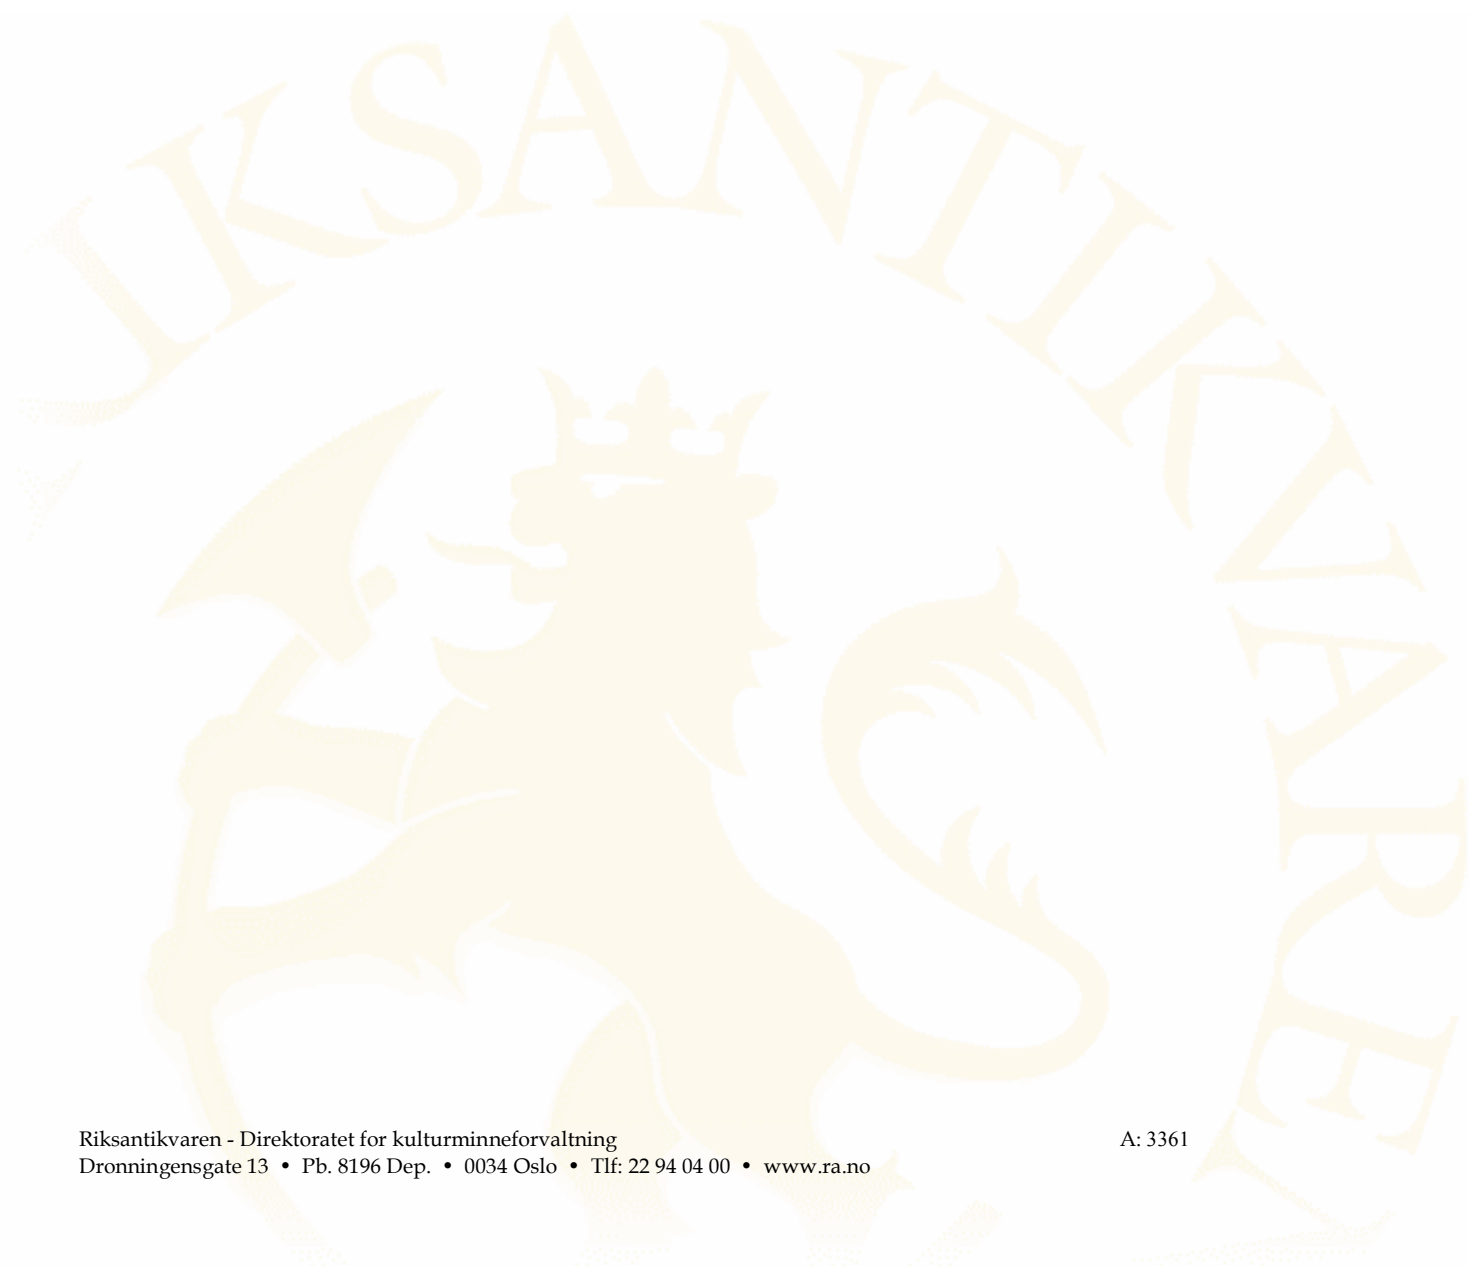 RIKSANTIKVAREN
Riksantikvaren - Direktoratet for kulturminneforvaltning
A: 3361
Dronningensgate 13 • Pb. 8196 Dep. • 0034 Oslo • Tlf: 22 94 04 00 • www.ra.no